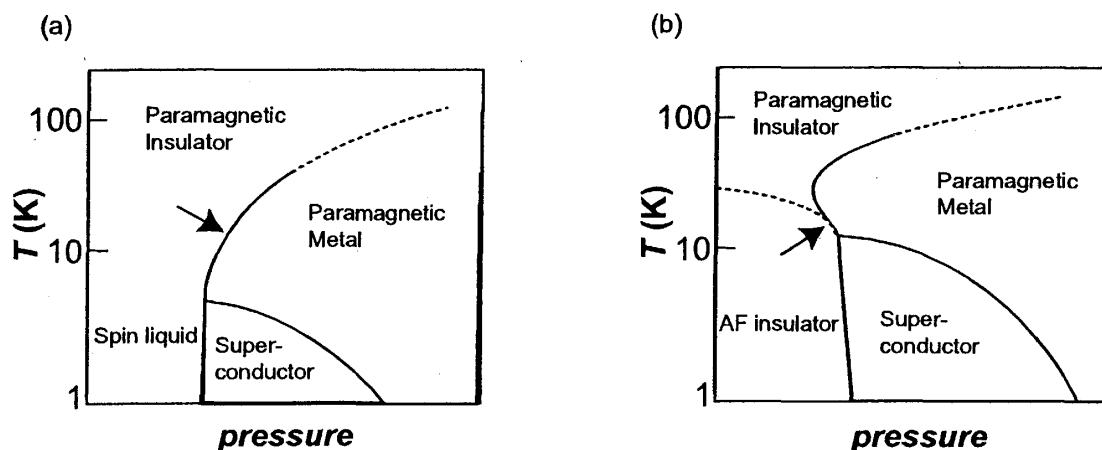 (a)
100
10
1
T (K)
Paramagnetic
Insulator
Paramagnetic
Metal
Spin liquid
Super-
conductor
pressure
(b)
100
10
1
T (K)
Paramagnetic
Insulator
Paramagnetic
Metal
AF insulator
Super-
conductor
pressure